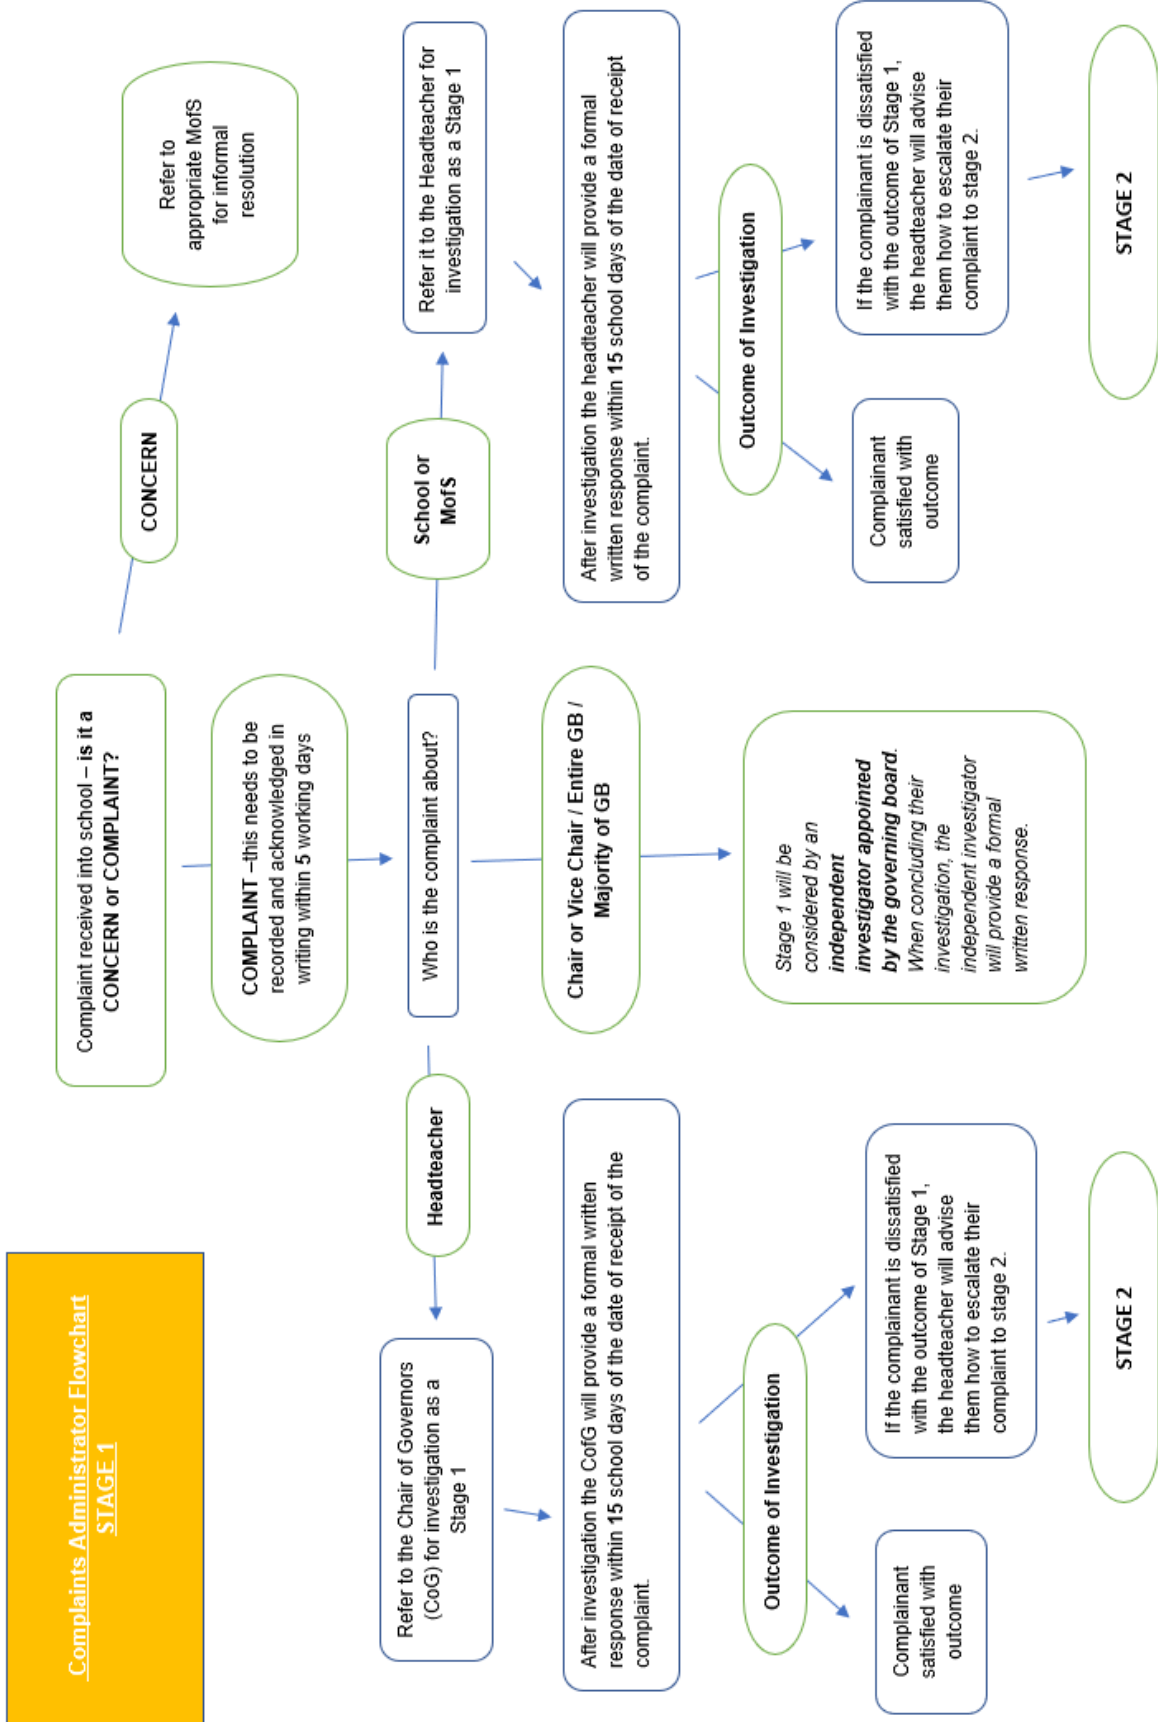 Complaints Administrator Flowchart
STAGE 1
Complaint received into school – is it a
CONCERN or COMPLAINT?
CONCERN
Refer to
appropriate MofS
for informal
resolution
COMPLAINT –this needs to be
recorded and acknowledged in
writing within 5 working days
Who is the complaint about?
Headteacher
School or
MofS
Chair or Vice Chair / Entire GB /
Majority of GB
Refer to the Chair of Governors
(CoG) for investigation as a
Stage 1
After investigation the CofG will provide a formal written
response within 15 school days of the date of receipt of the
complaint.
Outcome of Investigation
Complainant
satisfied with
outcome
If the complainant is dissatisfied
with the outcome of Stage 1,
the headteacher will advise
them how to escalate their
complaint to stage 2.
STAGE 2
Stage 1 will be
considered by an
independent
investigator appointed
by the governing board.
When concluding their
investigation, the
independent investigator
will provide a formal
written response.
Refer it to the Headteacher for
investigation as a Stage 1
After investigation the headteacher will provide a formal
written response within 15 school days of the date of receipt
of the complaint.
Outcome of Investigation
Complainant
satisfied with
outcome
If the complainant is dissatisfied
with the outcome of Stage 1,
the headteacher will advise
them how to escalate their
complaint to stage 2.
STAGE 2